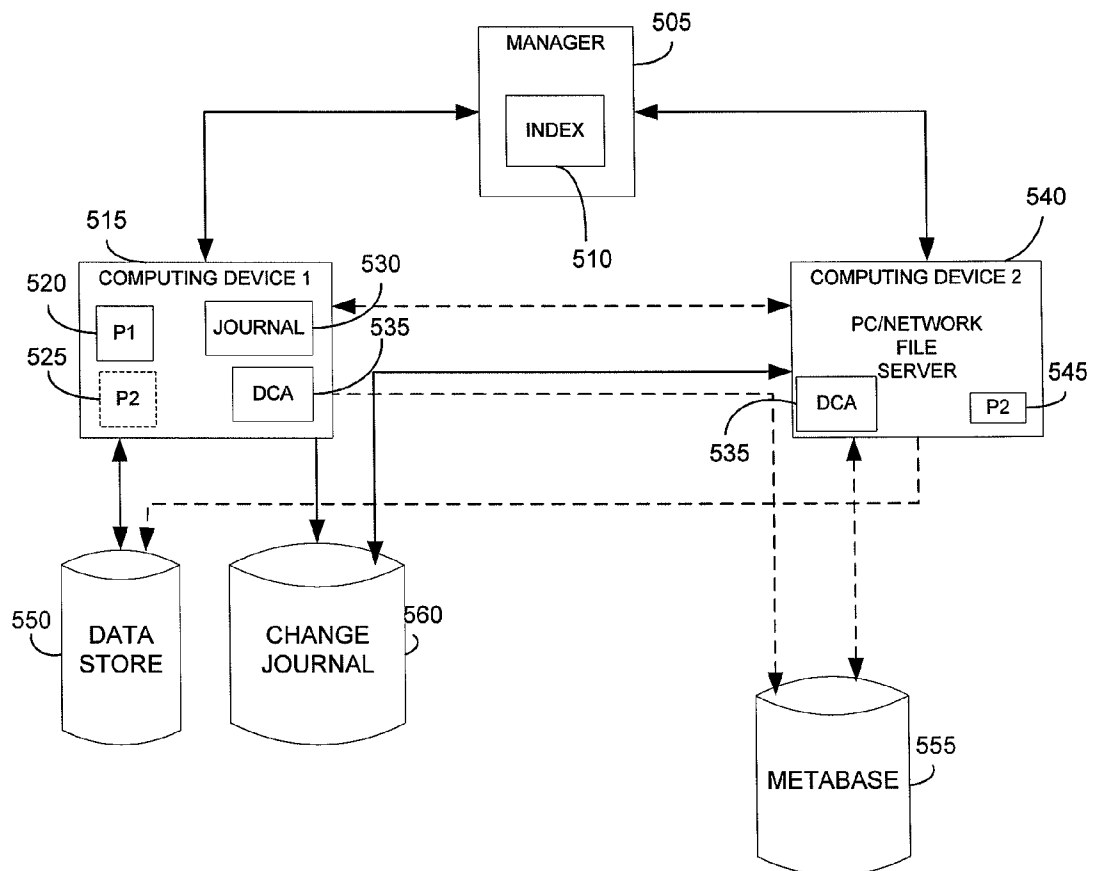 505
MANAGER
INDEX
510
515
540
COMPUTING DEVICE 1
530
520
P1
JOURNAL
535
525
P2
DCA
COMPUTING DEVICE 2
PC/NETWORK
FILE
SERVER
545
DCA
P2
535
550
DATA
STORE
CHANGE
JOURNAL
560
METABASE
555